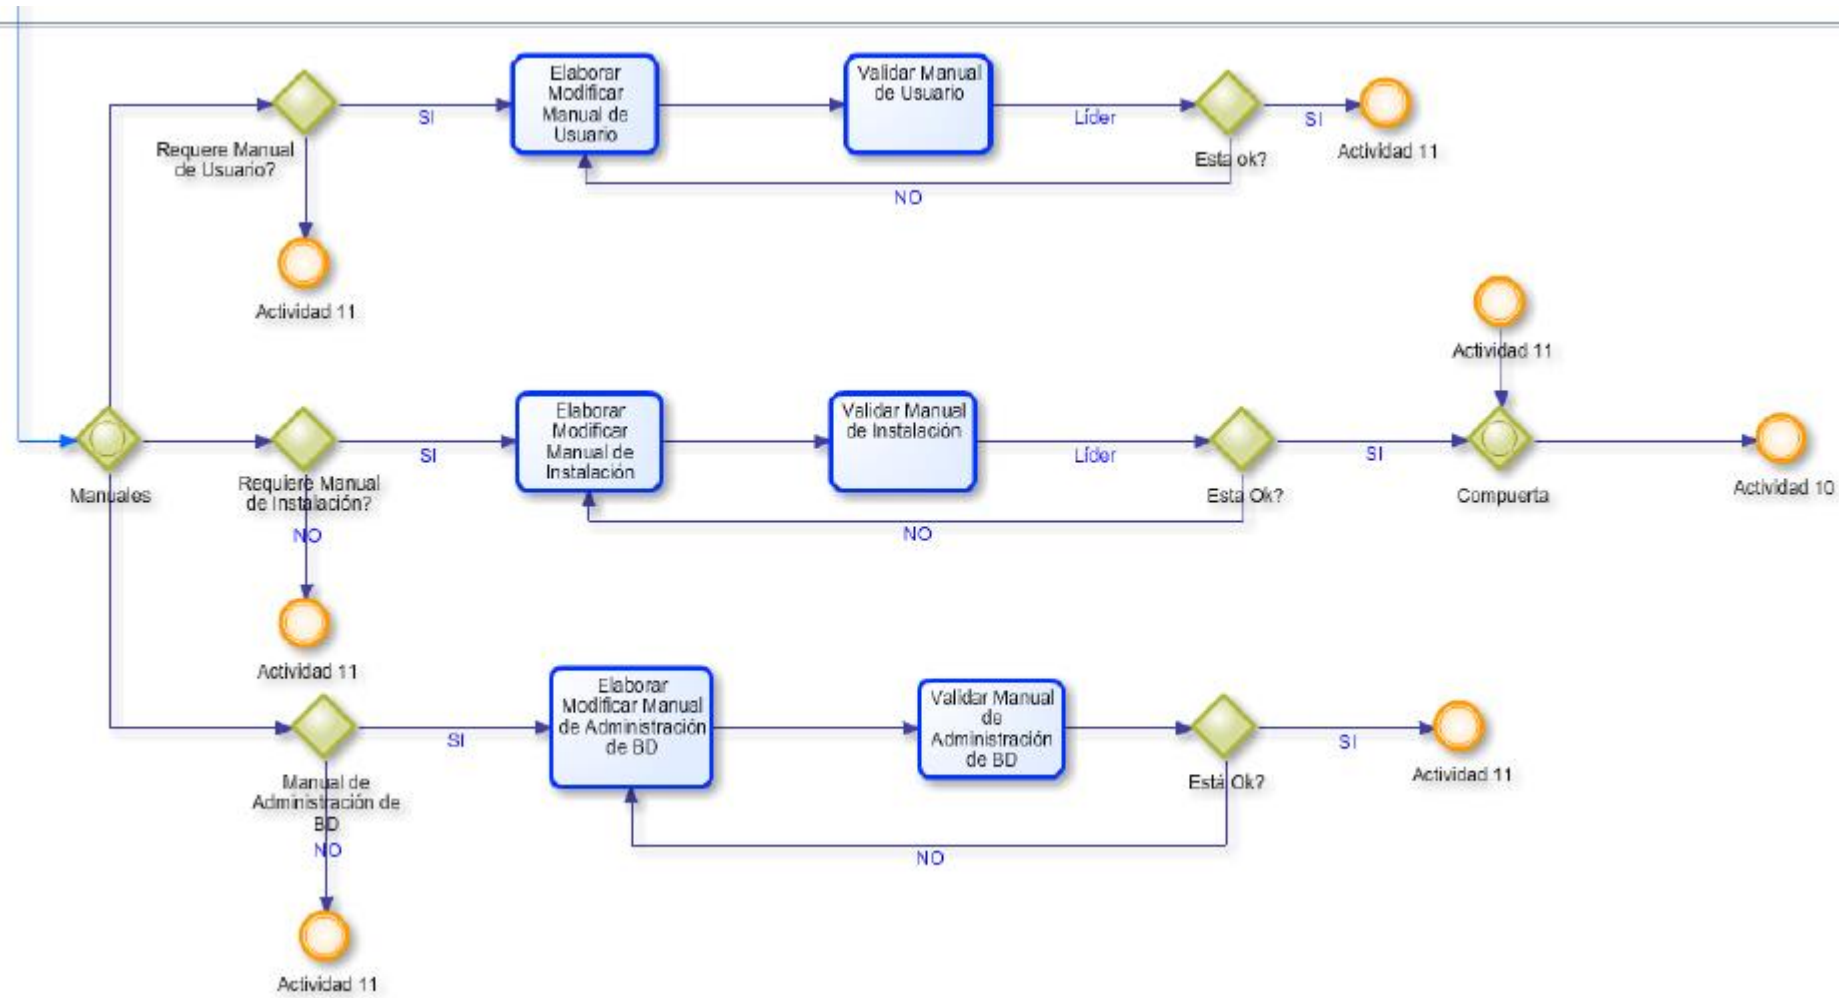 Elaborar
Modificar
Manual de
Usuario
Validar Manual
de Usuario
SI
Líder
SI
Requere Manual
de Usuario?
Esta ok?
Actividad 11
NO
Actividad 11
Actividad 11
Elaborar
Modificar
Manual de
Instalación
Validar Manual
de Instalación
SI
Líder
SI
Manuales
Requiere Manual
de Instalación?
Esta Ok?
Compuerta
Actividad 10
NO
NO
Actividad 11
Elaborar
Modificar Manual
de Administración
de BD
Validar Manual
de
Administración
de BD
SI
SI
Manual de
Administración de
BD
Está Ok?
Actividad 11
NO
NO
Actividad 11